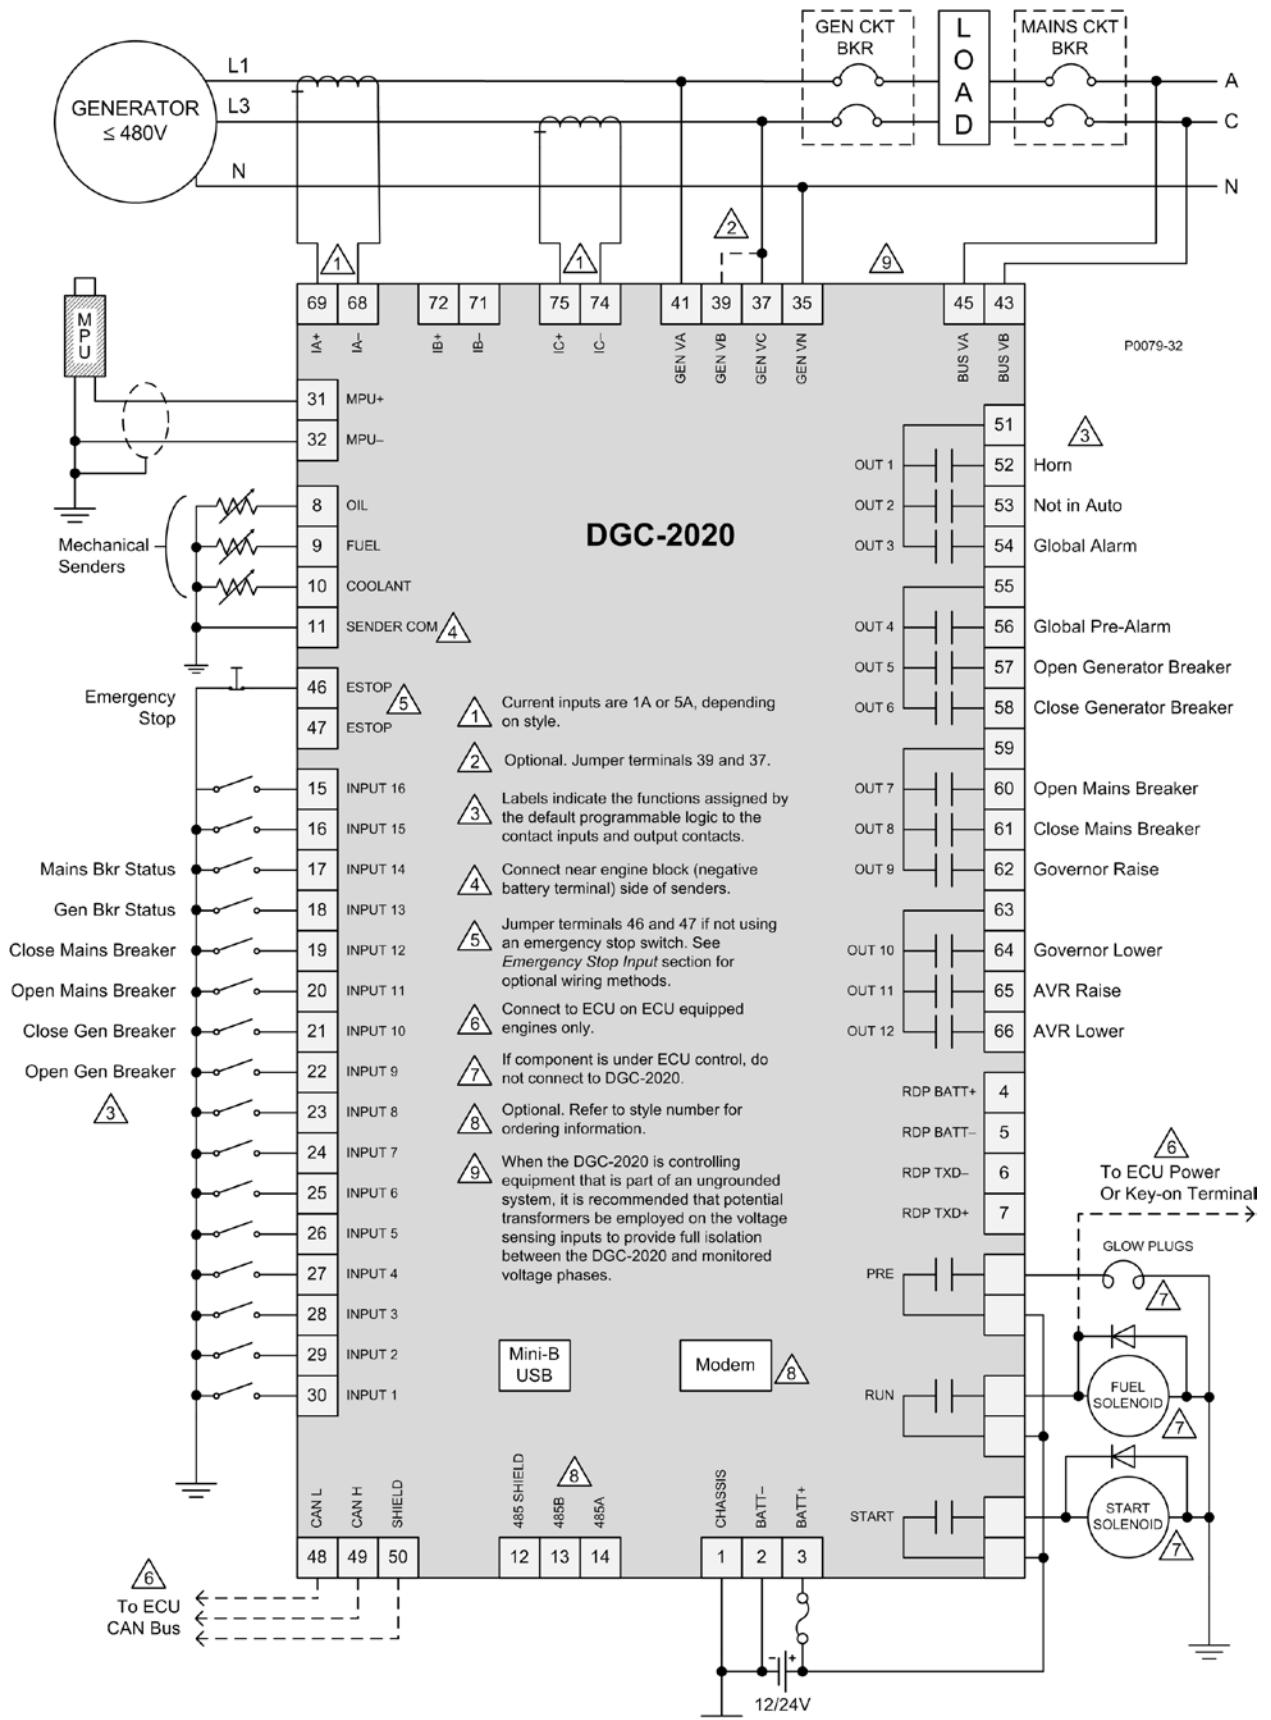 GEN CKT
BKR
LOAD
MAINS CKT
BKR
GENERATOR
≤ 480V
L1
L3
N
A
C
N
1
1
2
9
MPU
69
68
72
71
75
74
41
39
37
35
45
43
IA+
IA–
IB+
IB–
IC+
IC–
GEN VA
GEN VB
GEN VC
GEN VN
BUS VA
BUS VB
P0079-32
31 MPU+
32 MPU–
Mechanical
Senders
8 OIL
9 FUEL
10 COOLANT
11 SENDER COM 4
DGC-2020
Emergency
Stop
46 ESTOP 5
47 ESTOP
15 INPUT 16
16 INPUT 15
Mains Bkr Status 17 INPUT 14
Gen Bkr Status 18 INPUT 13
Close Mains Breaker 19 INPUT 12
Open Mains Breaker 20 INPUT 11
Close Gen Breaker 21 INPUT 10
Open Gen Breaker 22 INPUT 9
3
23 INPUT 8
24 INPUT 7
25 INPUT 6
26 INPUT 5
27 INPUT 4
28 INPUT 3
29 INPUT 2
30 INPUT 1
1 Current inputs are 1A or 5A, depending
on style.
2 Optional. Jumper terminals 39 and 37.
3 Labels indicate the functions assigned by
the default programmable logic to the
contact inputs and output contacts.
4 Connect near engine block (negative
battery terminal) side of senders.
5 Jumper terminals 46 and 47 if not using
an emergency stop switch. See
Emergency Stop Input section for
optional wiring methods.
6 Connect to ECU on ECU equipped
engines only.
7 If component is under ECU control, do
not connect to DGC-2020.
8 Optional. Refer to style number for
ordering information.
9 When the DGC-2020 is controlling
equipment that is part of an ungrounded
system, it is recommended that potential
transformers be employed on the voltage
sensing inputs to provide full isolation
between the DGC-2020 and monitored
voltage phases.
51
3
OUT 1 52 Horn
OUT 2 53 Not in Auto
OUT 3 54 Global Alarm
55
OUT 4 56 Global Pre-Alarm
OUT 5 57 Open Generator Breaker
OUT 6 58 Close Generator Breaker
59
OUT 7 60 Open Mains Breaker
OUT 8 61 Close Mains Breaker
OUT 9 62 Governor Raise
63
OUT 10 64 Governor Lower
OUT 11 65 AVR Raise
OUT 12 66 AVR Lower
RDP BATT+ 4
RDP BATT– 5
RDP TXD– 6
RDP TXD+ 7
6
To ECU Power
Or Key-on Terminal
GLOW PLUGS
7
PRE
RUN
FUEL
SOLENOID
7
START
START
SOLENOID
7
Mini-B
USB
Modem
8
CAN L
CAN H
SHIELD
485 SHIELD
485B
485A
8
CHASSIS
BATT–
BATT+
48
49
50
12
13
14
1
2
3
6
To ECU
CAN Bus
- +
12/24V